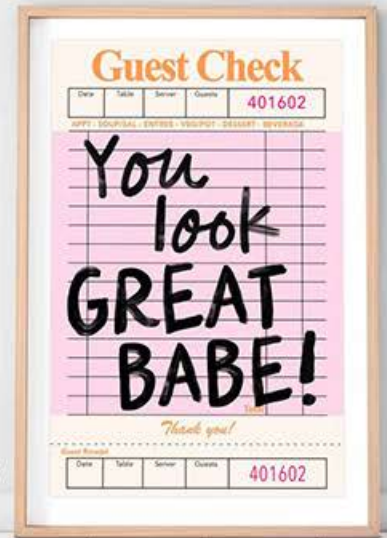 Guest Check
Date Table Server Guests 401602
APPT - SOUP/SAL - ENTREE - VEG/POT - DESSERT - BEVERAGE
You
look
GREAT
BABE!
Total
Thank you!
Guest Receipt
Date Table Server Guests 401602